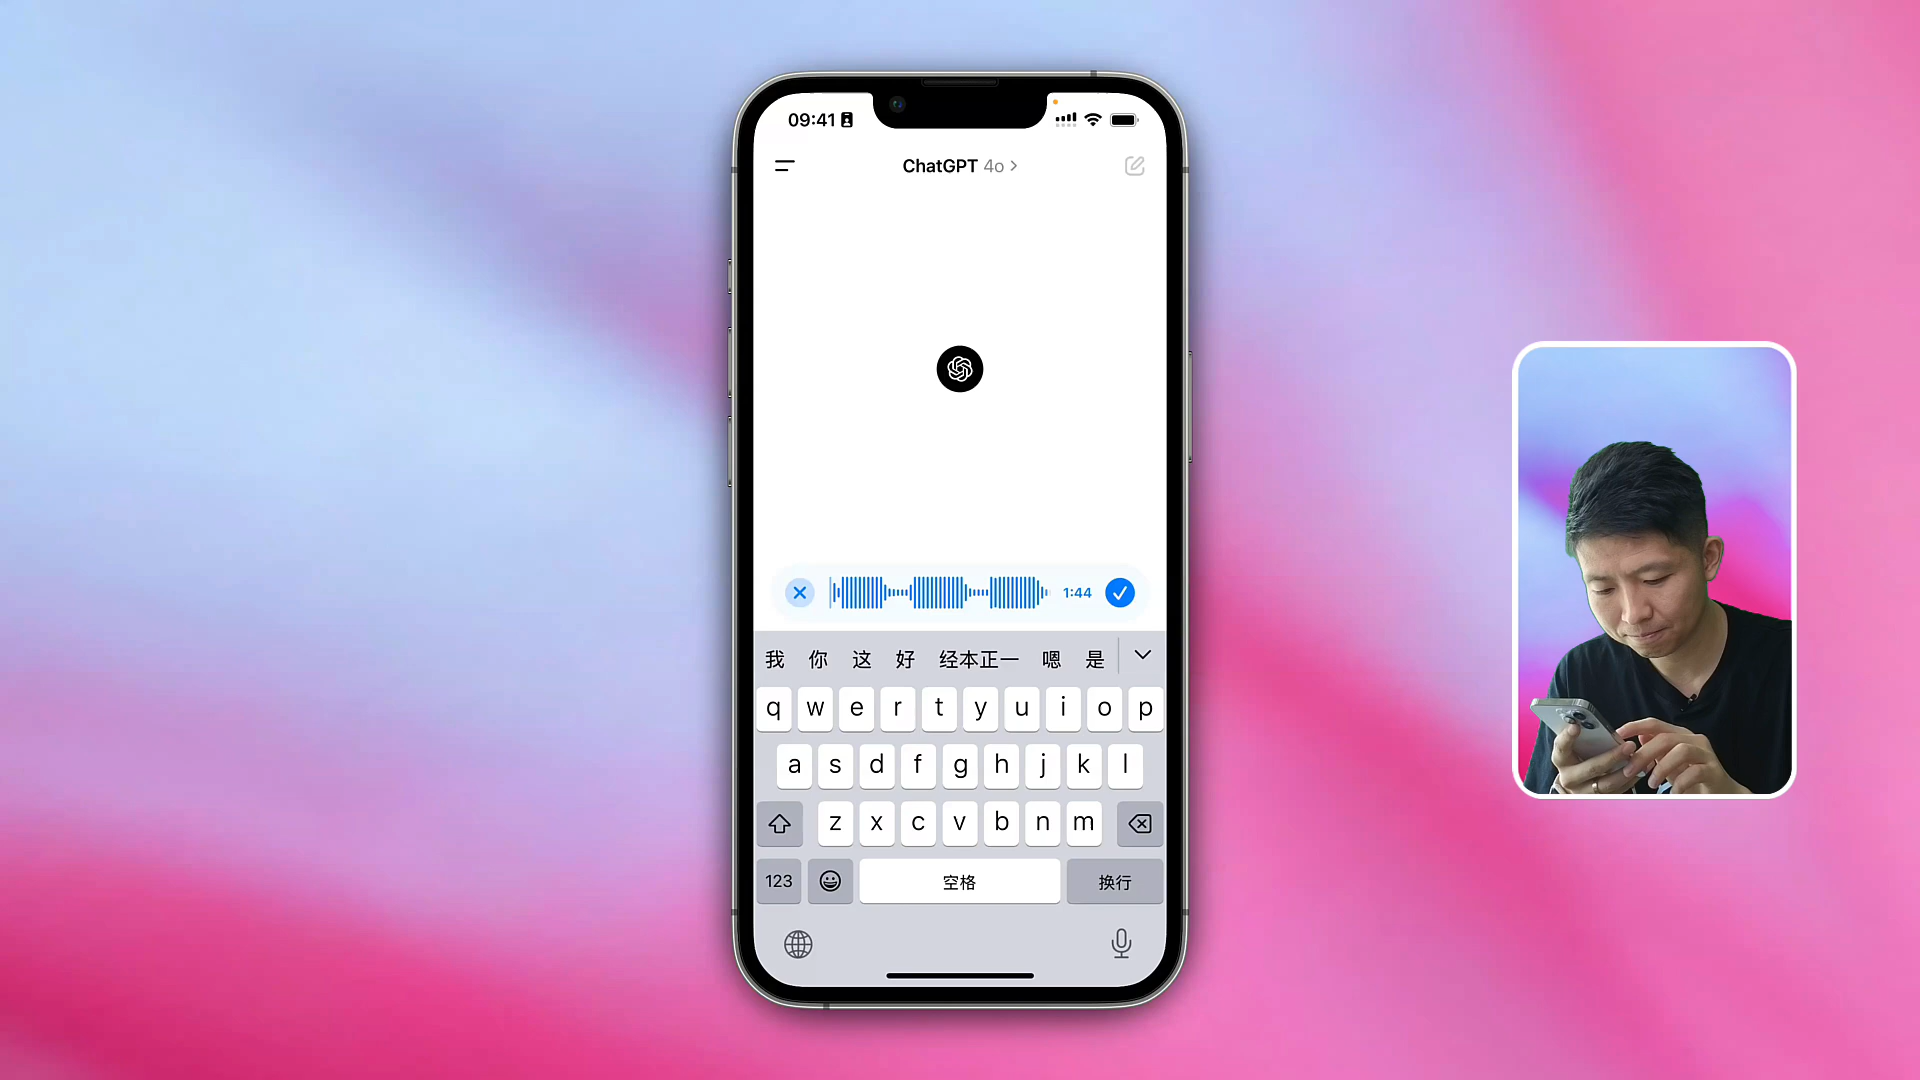 09:41
ChatGPT 4o >
1:44
我 你 这 好 经本正一 嗯 是
q w e r t y u i o p
a s d f g h j k l
z x c v b n m
123 空格 换行